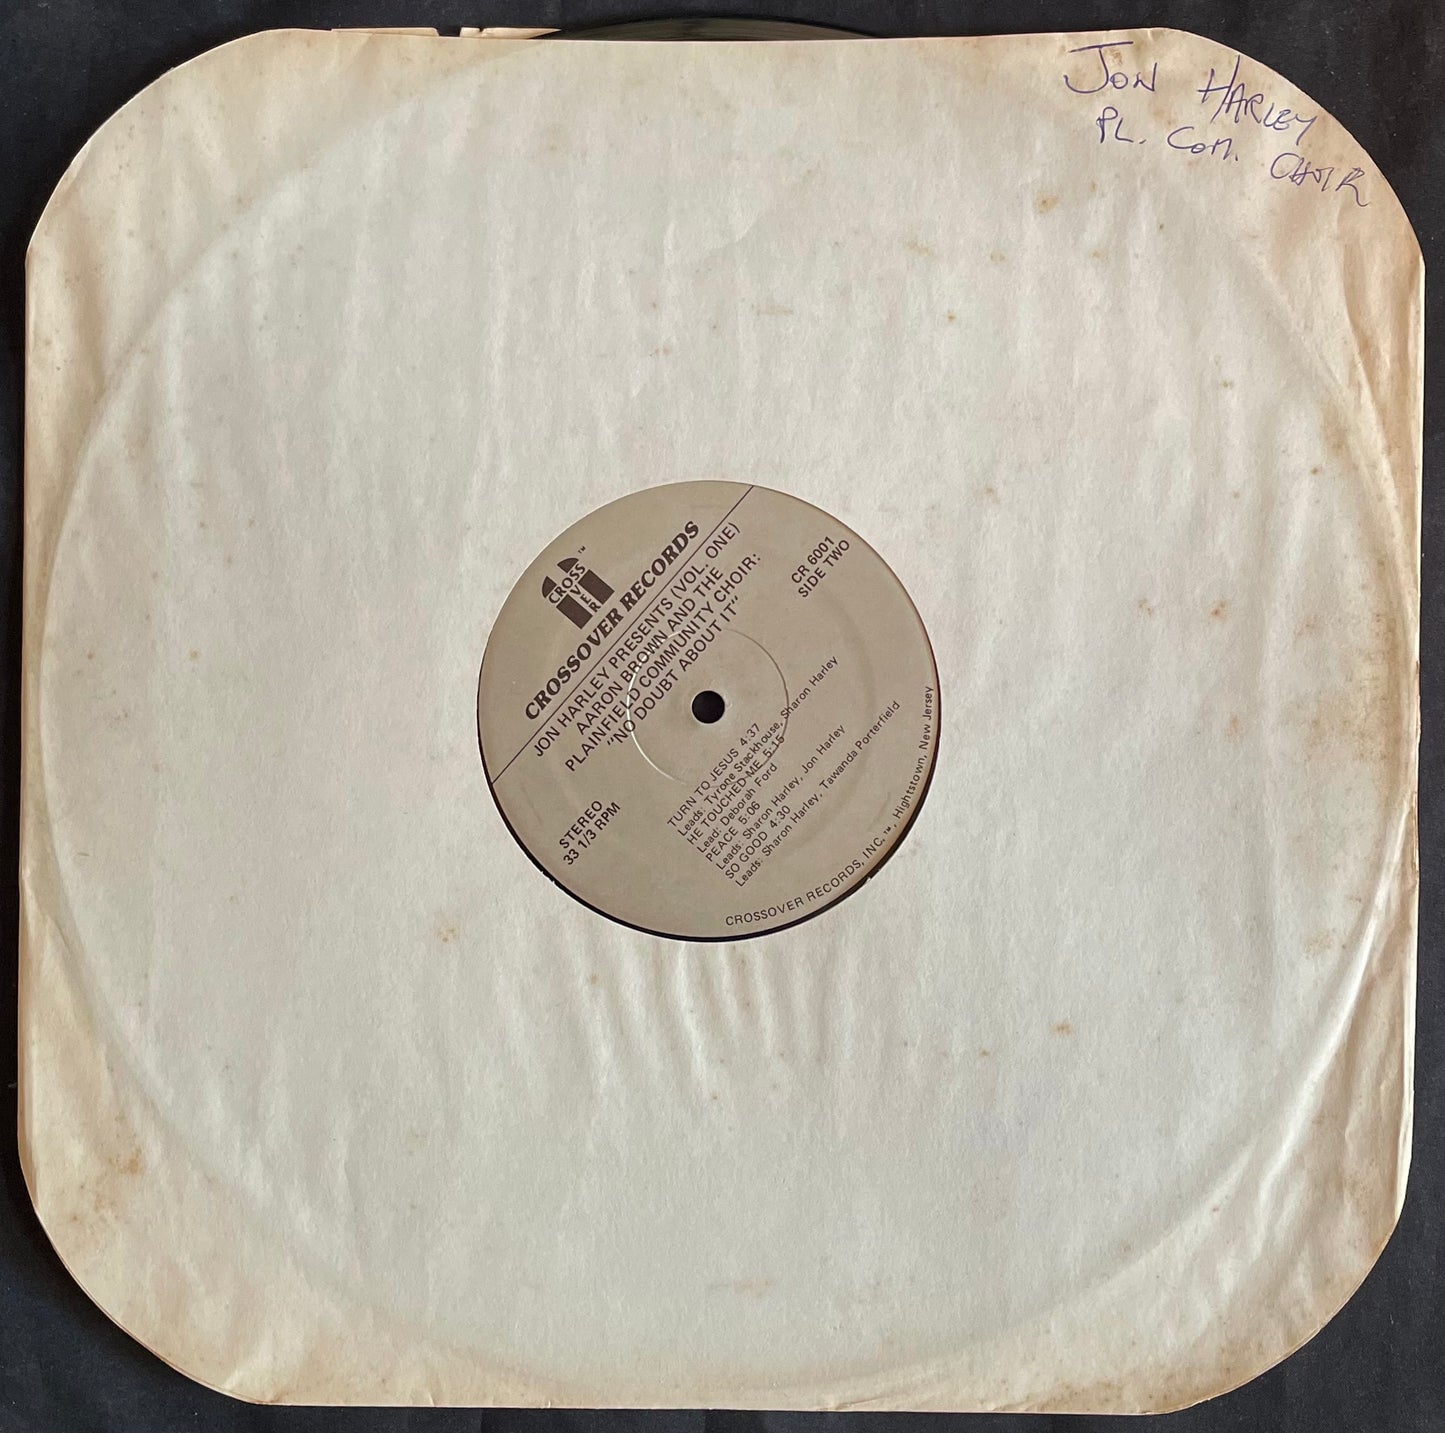 JON HARLEY
PL. COM. CHOIR
CROSS
OVER
™
CROSSOVER RECORDS
JON HARLEY PRESENTS (VOL. ONE)
AARON BROWN AND THE
PLAINFIELD COMMUNITY CHOIR:
"NO DOUBT ABOUT IT"
CR 6001
SIDE TWO
STEREO
33 1/3 RPM
TURN TO JESUS 4:37
Leads: Tyrone Stackhouse, Sharon Harley
HE TOUCHED ME 5:15
Lead: Deborah Ford
PEACE 5:06
Leads: Sharon Harley, Jon Harley
SO GOOD 4:30
Leads: Sharon Harley, Tawanda Porterfield
CROSSOVER RECORDS, INC.™, Hightstown, New Jersey